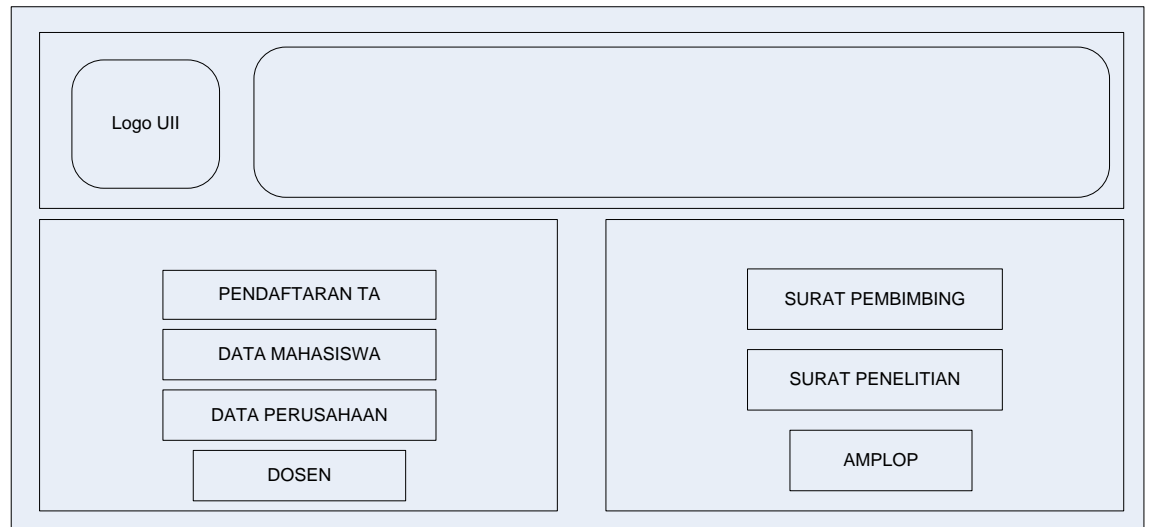 Logo UII
PENDAFTARAN TA
DATA MAHASISWA
DATA PERUSAHAAN
DOSEN
SURAT PEMBIMBING
SURAT PENELITIAN
AMPLOP